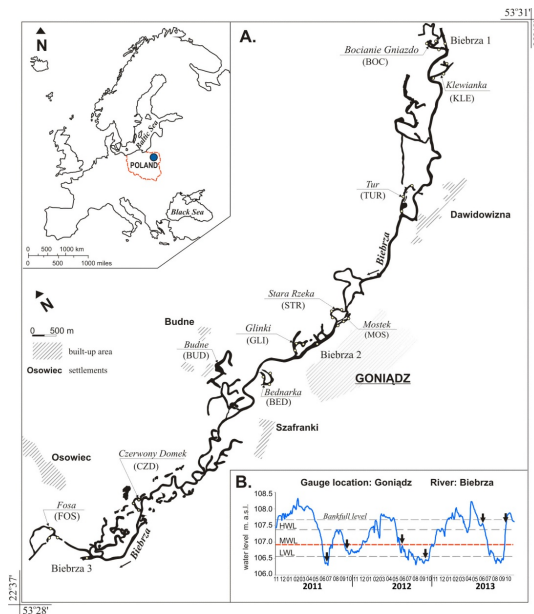 53°31'
N
A.
Biebrza 1
Bocianie Gniazdo
(BOC)
Klewianka
(KLE)
Baltic Sea
POLAND
Black Sea
0 500 1000 km
0 500 1000 miles
Tur
(TUR)
Dawidowizna
Biebrza
N
0 500 m
built-up area
Osowiec settlements
Stara Rzeka
(STR)
Mostek
(MOS)
Budne
Glinki
(GLI)
Budne
(BUD)
Biebrza 2
GONIĄDZ
Bednarka
(BED)
Szafranki
Osowiec
Czerwony Domek
(CZD)
Fosa
(FOS)
Biebrza
Biebrza 3
22°37'
53°28'
B.
Gauge location: Goniądz River: Biebrza
water level m. a.s.l.
108.5
108.0
107.5
107.0
106.5
106.0
Bankfull level
HWL
MWL
LWL
2011 2012 2013